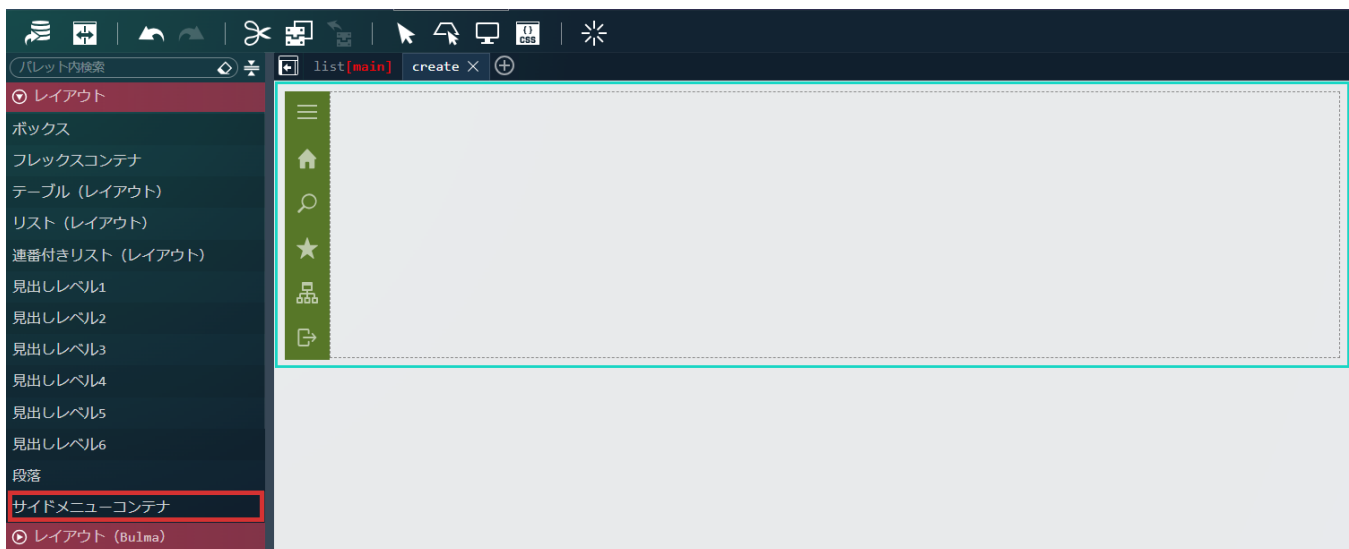 {} css
パレット内検索
list[main] create
レイアウト
ボックス
フレックスコンテナ
テーブル（レイアウト）
リスト（レイアウト）
連番付きリスト（レイアウト）
見出しレベル1
見出しレベル2
見出しレベル3
見出しレベル4
見出しレベル5
見出しレベル6
段落
サイドメニューコンテナ
レイアウト（Bulma）